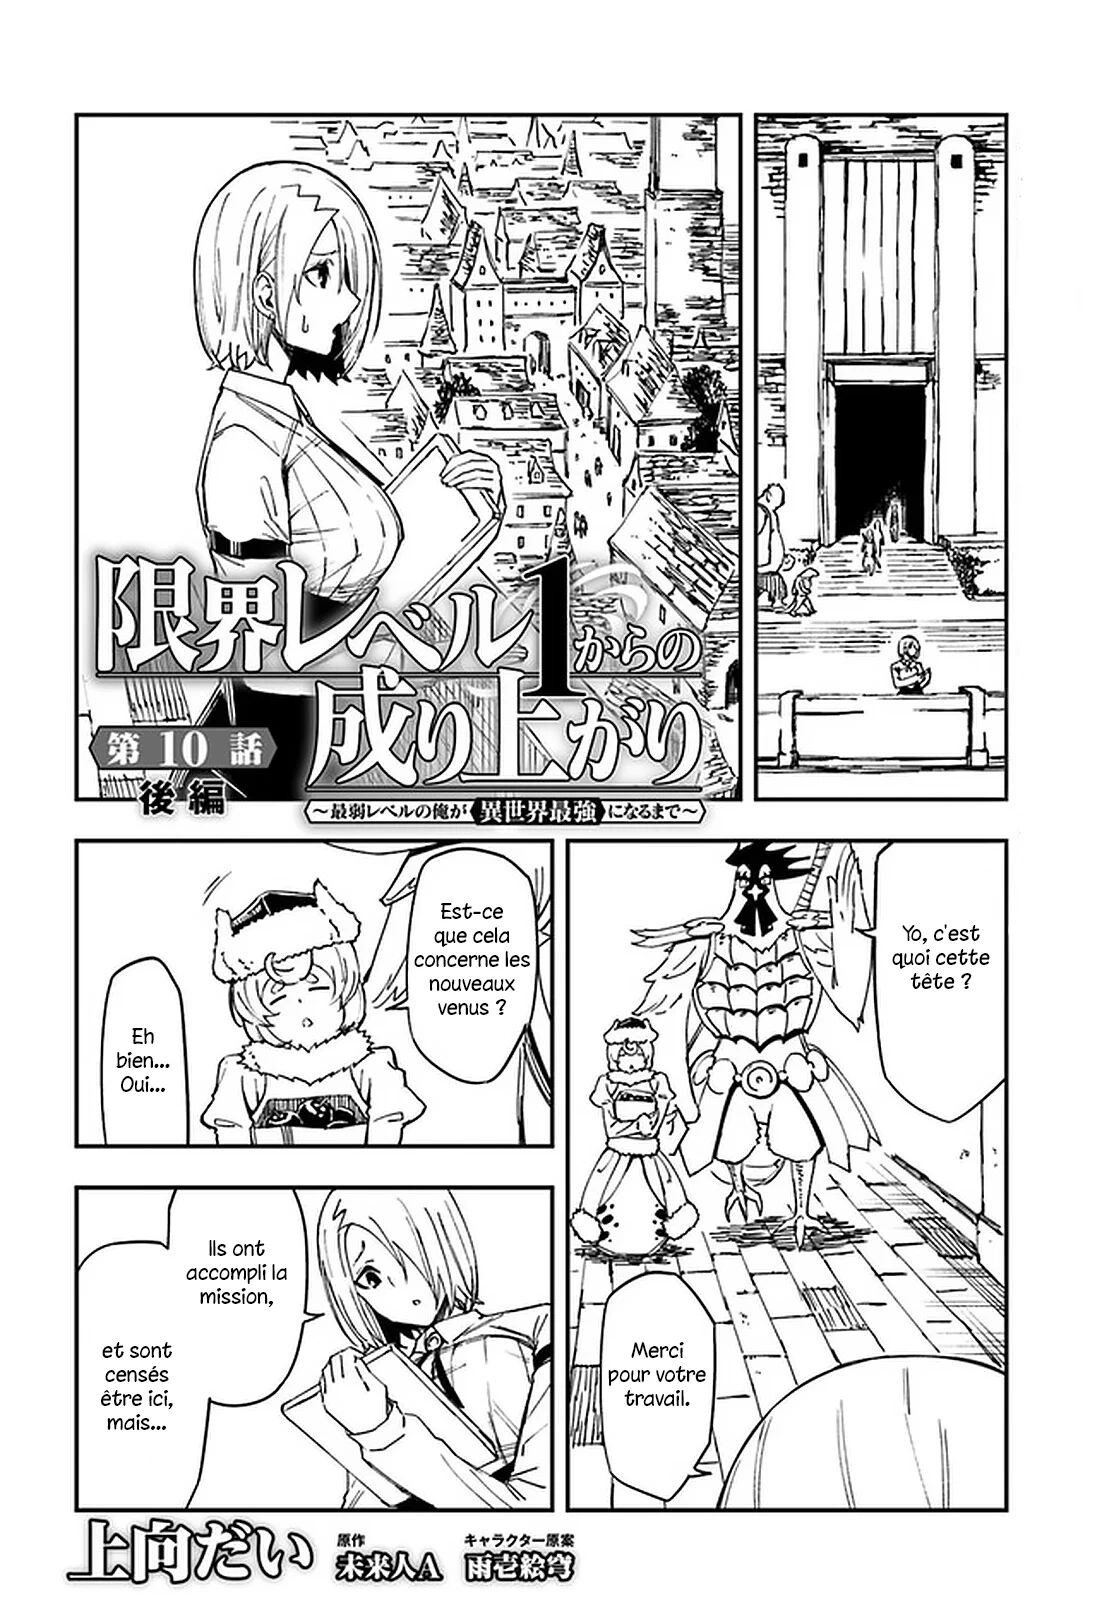 限界レベル1からの
成り上がり
第10話
後編
～最弱レベルの俺が異世界最強になるまで～
Yo, c'est
quoi cette
tête ?
Merci
pour votre
travail.
Est-ce
que cela
concerne les
nouveaux
venus ?
Eh
bien...
Oui...
Ils ont
accompli la
mission,
et sont
censés
être ici,
mais...
上向だい
原作
未来人A
キャラクター原案
雨壱絵穹